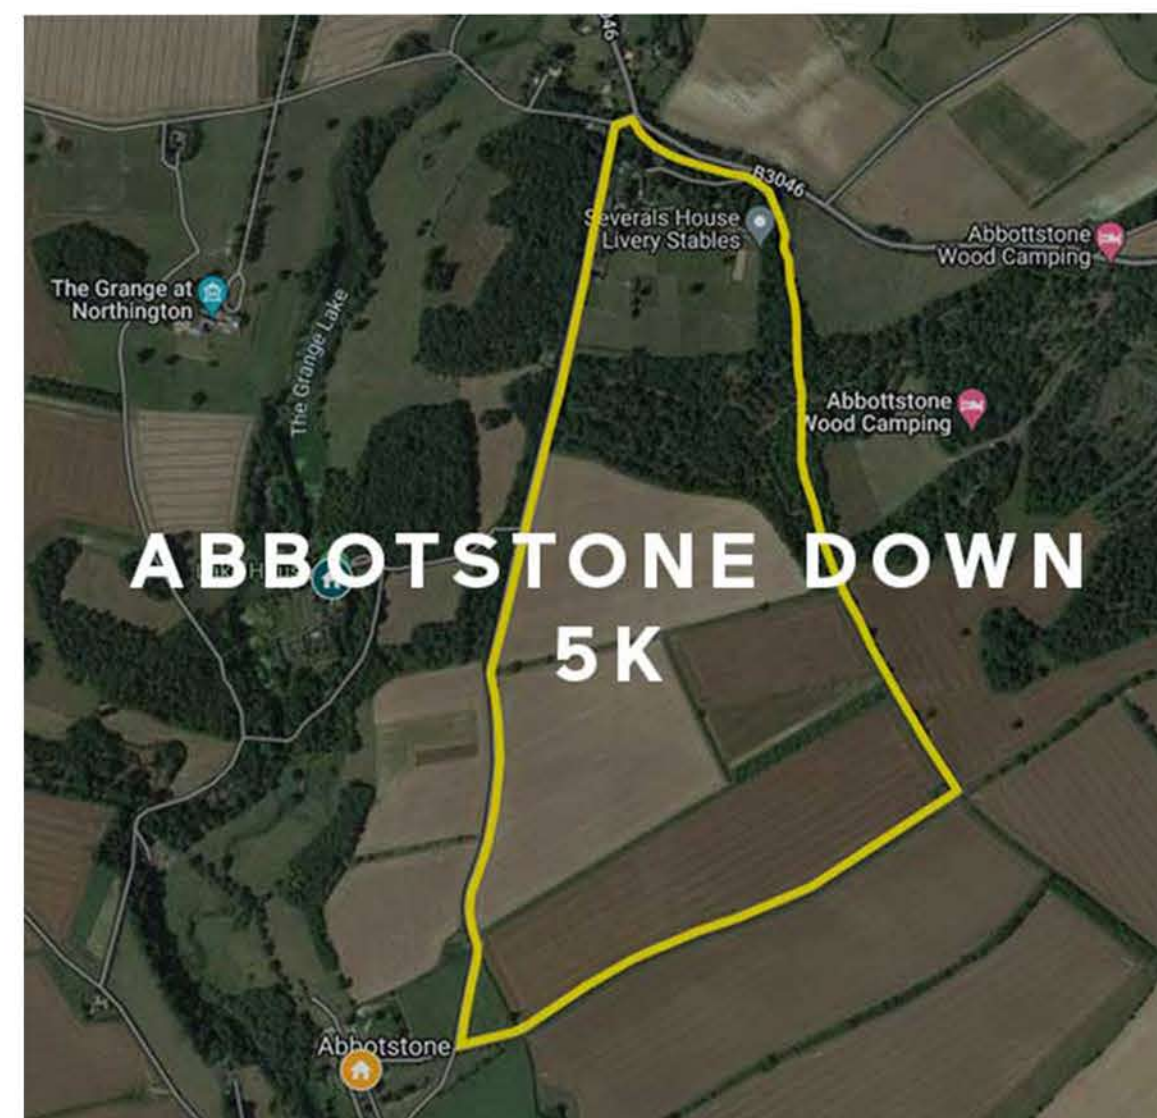 B3046
Severals House
Livery Stables
Abbottstone
Wood Camping
The Grange at
Northington
The Grange Lake
Abbottstone
Wood Camping
ABBOTSTONE DOWN
5K
Abbotstone